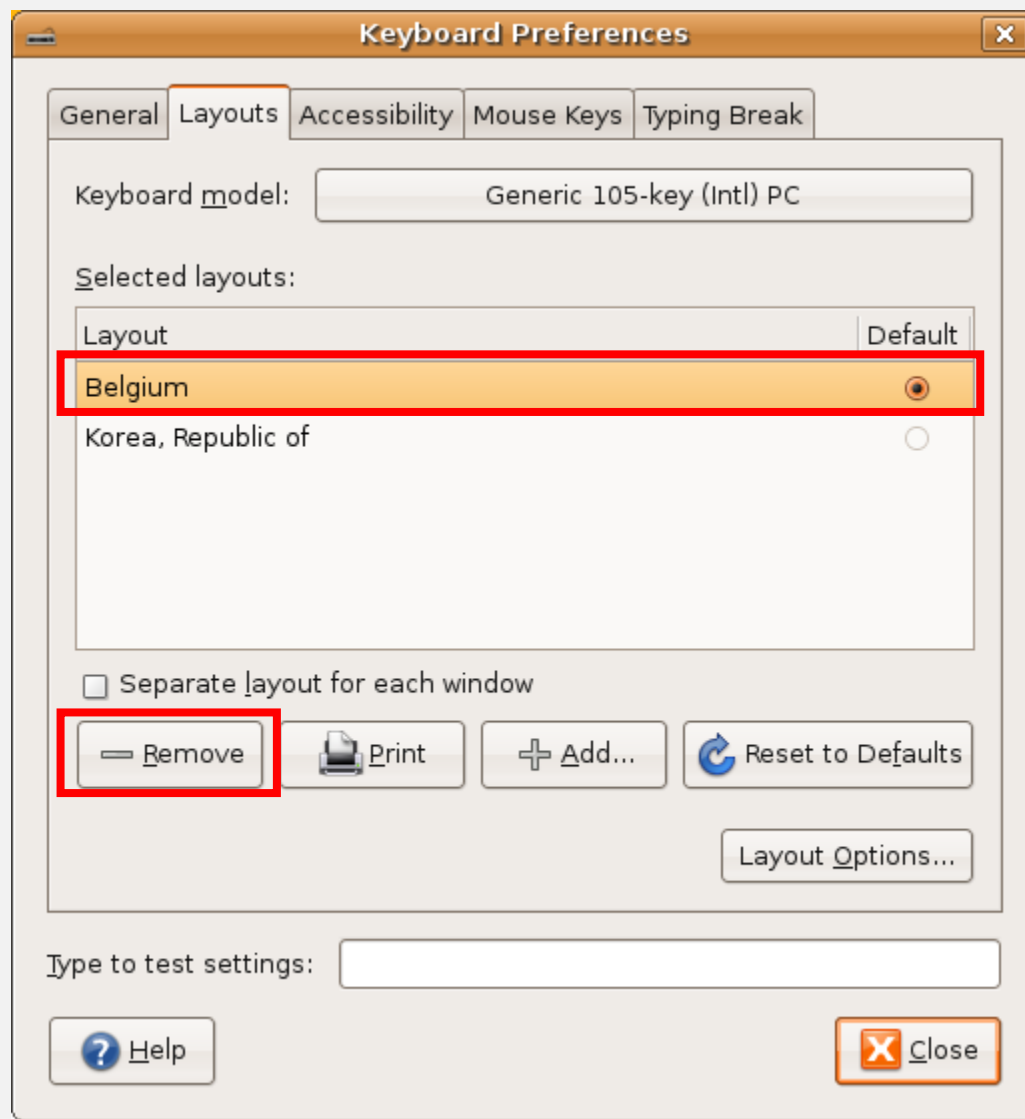 Keyboard Preferences
General Layouts Accessibility Mouse Keys Typing Break
Keyboard model: Generic 105-key (Intl) PC
Selected layouts:
Layout Default
Belgium
Korea, Republic of
Separate layout for each window
Remove Print Add... Reset to Defaults
Layout Options...
Type to test settings:
Help Close